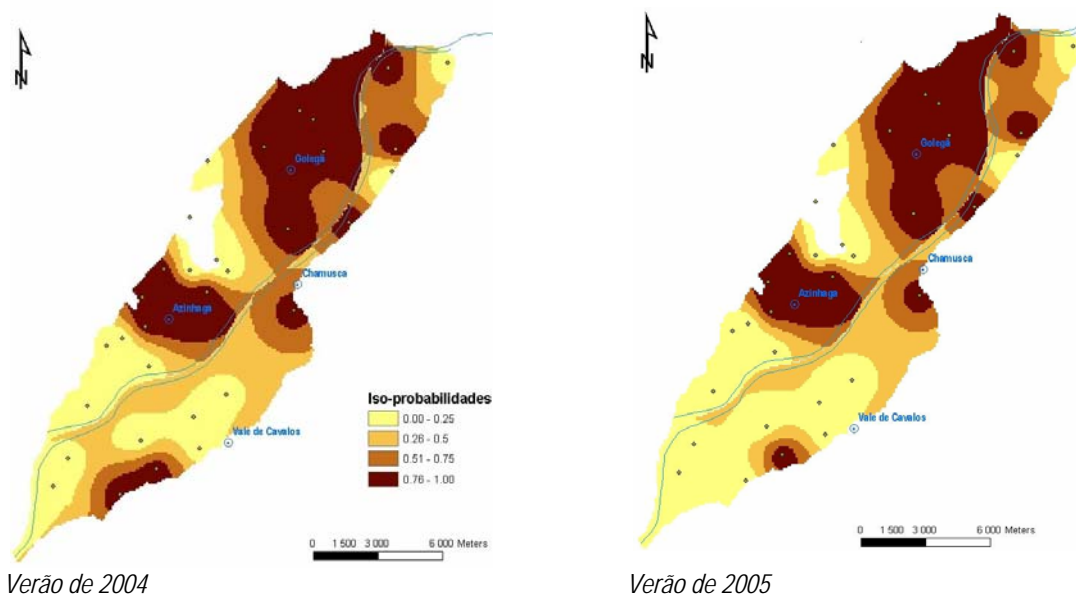 N
Golegã
Chamusca
Azinhaga
Vale de Cavalos
Iso-probabilidades
0.00 - 0.25
0.26 - 0.5
0.51 - 0.75
0.76 - 1.00
0 1 500 3 000 6 000 Meters
Verão de 2004
N
Golegã
Chamusca
Azinhaga
Vale de Cavalos
0 1 500 3 000 6 000 Meters
Verão de 2005